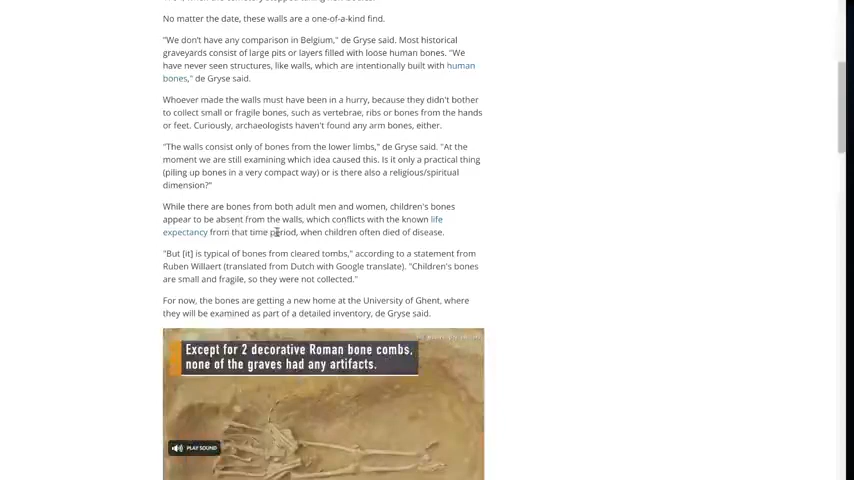 No matter the date, these walls are a one-of-a-kind find.
"We don't have any comparison in Belgium," de Gryse said. Most historical
graveyards consist of large pits or layers filled with loose human bones. "We
have never seen structures, like walls, which are intentionally built with human
bones," de Gryse said.
Whoever made the walls must have been in a hurry, because they didn't bother
to collect small or fragile bones, such as vertebrae, ribs or bones from the hands
or feet. Curiously, archaeologists haven't found any arm bones, either.
"The walls consist only of bones from the lower limbs," de Gryse said. "At the
moment we are still examining which idea caused this. Is it only a practical thing
(piling up bones in a very compact way) or is there also a religious/spiritual
dimension?"
While there are bones from both adult men and women, children's bones
appear to be absent from the walls, which conflicts with the known life
expectancy from that time period, when children often died of disease.
"But [it] is typical of bones from cleared tombs," according to a statement from
Ruben Willaert (translated from Dutch with Google translate). "Children's bones
are small and fragile, so they were not collected."
For now, the bones are getting a new home at the University of Ghent, where
they will be examined as part of a detailed inventory, de Gryse said.
Except for 2 decorative Roman bone combs,
none of the graves had any artifacts.
PLAY SOUND